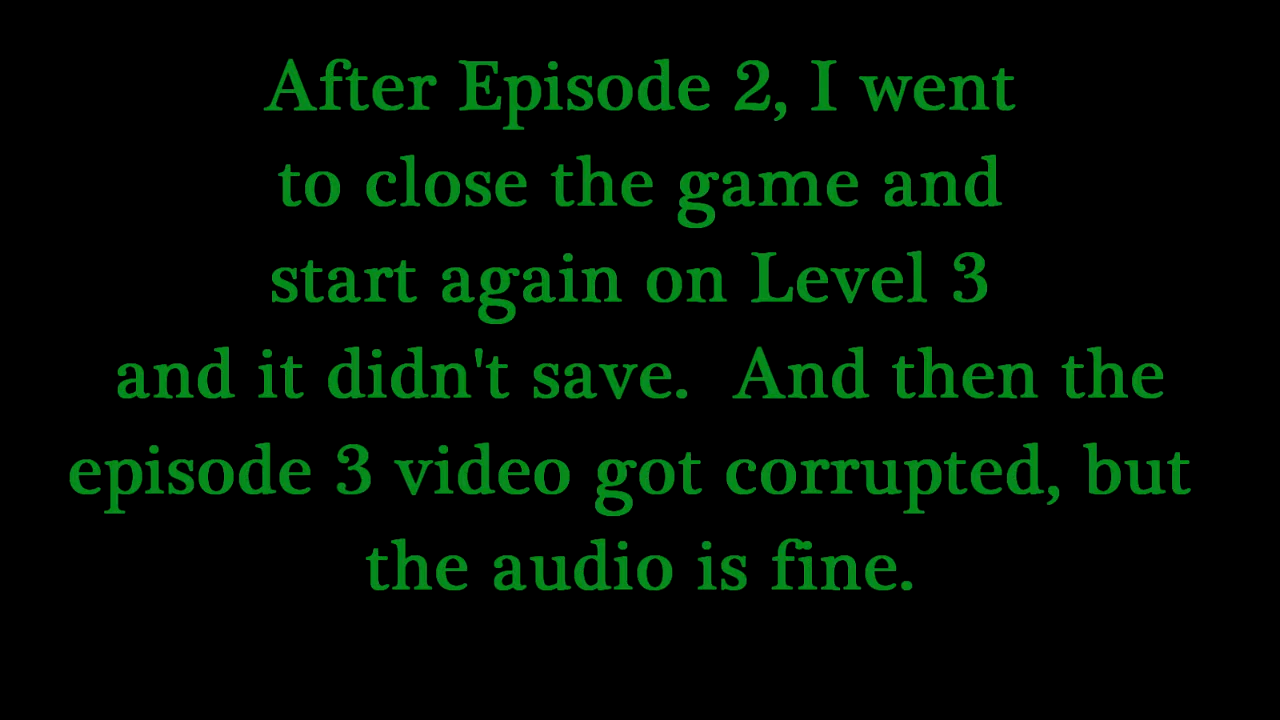 After Episode 2, I went
to close the game and
start again on Level 3
and it didn't save.  And then the
episode 3 video got corrupted, but
the audio is fine.